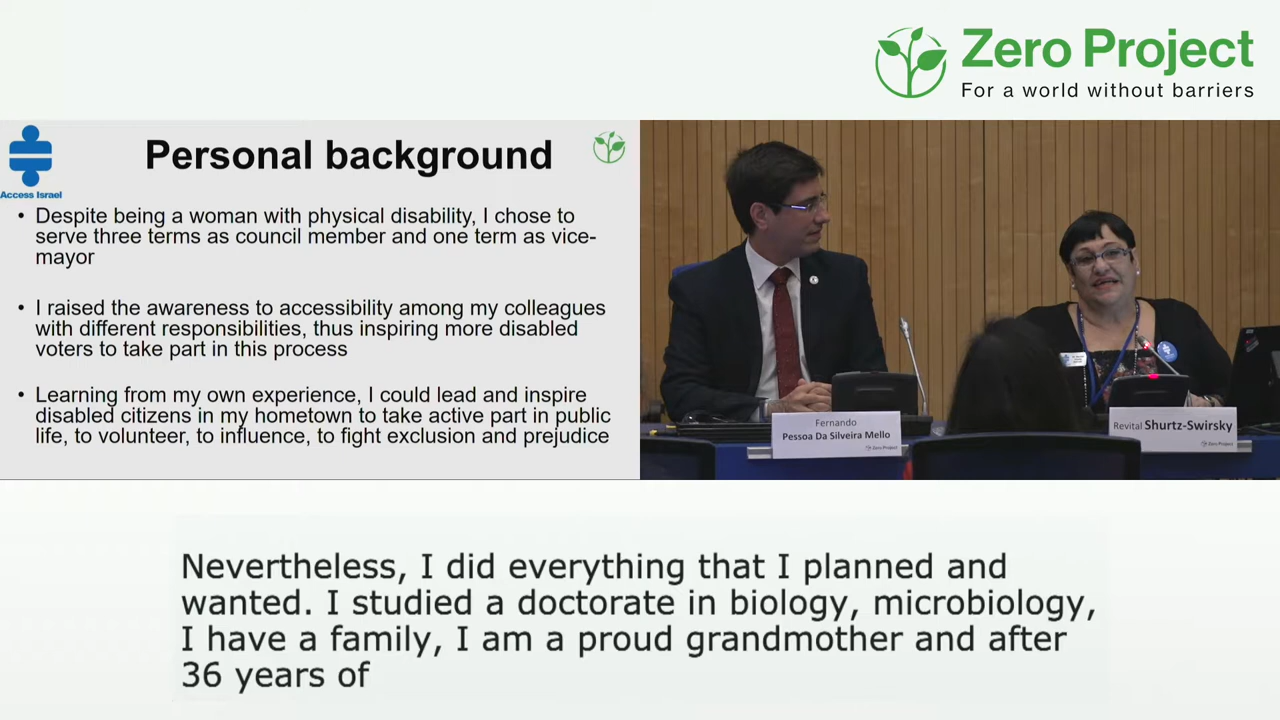 Zero Project
For a world without barriers
Access Israel
Personal background
• Despite being a woman with physical disability, I chose to
serve three terms as council member and one term as vice-
mayor
• I raised the awareness to accessibility among my colleagues
with different responsibilities, thus inspiring more disabled
voters to take part in this process
• Learning from my own experience, I could lead and inspire
disabled citizens in my hometown to take active part in public
life, to volunteer, to influence, to fight exclusion and prejudice
Fernando
Pessoa Da Silveira Mello
Zero Project
Revital Shurtz-Swirsky
Zero Project
Nevertheless, I did everything that I planned and
wanted. I studied a doctorate in biology, microbiology,
I have a family, I am a proud grandmother and after
36 years of